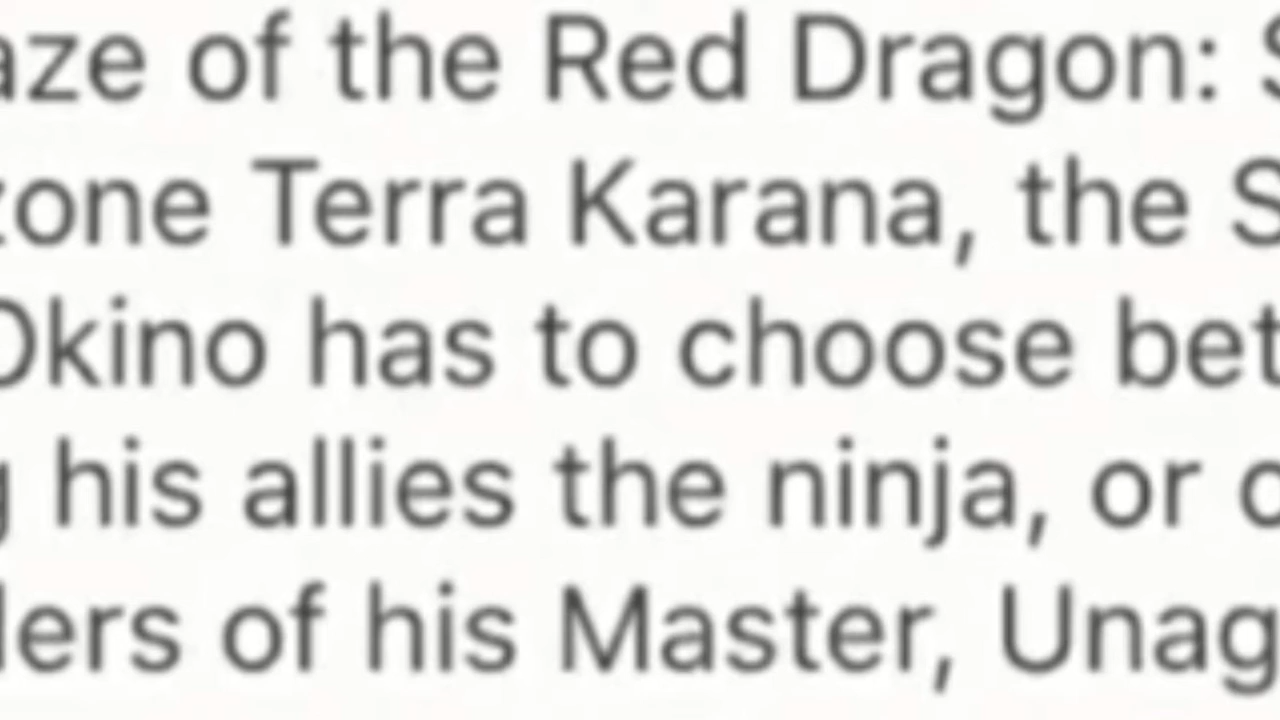 aze of the Red Dragon: S
zone Terra Karana, the S
Okino has to choose bet
g his allies the ninja, or o
ders of his Master, Unag